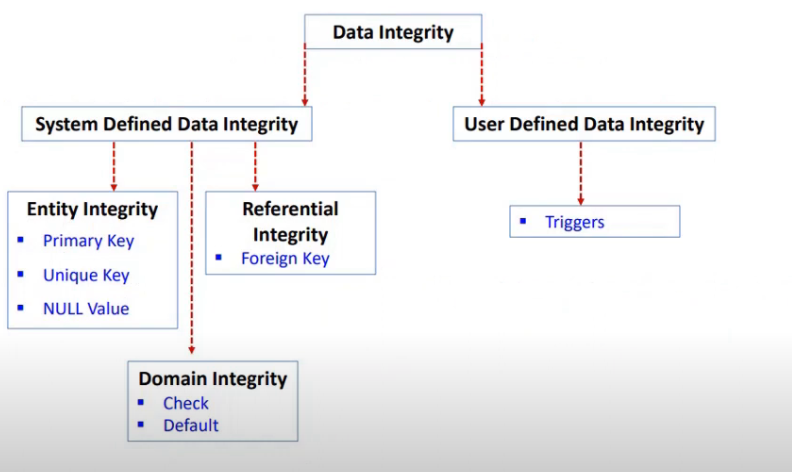 Data Integrity
System Defined Data Integrity
User Defined Data Integrity
Entity Integrity
▪ Primary Key
▪ Unique Key
▪ NULL Value
Referential
Integrity
▪ Foreign Key
▪ Triggers
Domain Integrity
▪ Check
▪ Default